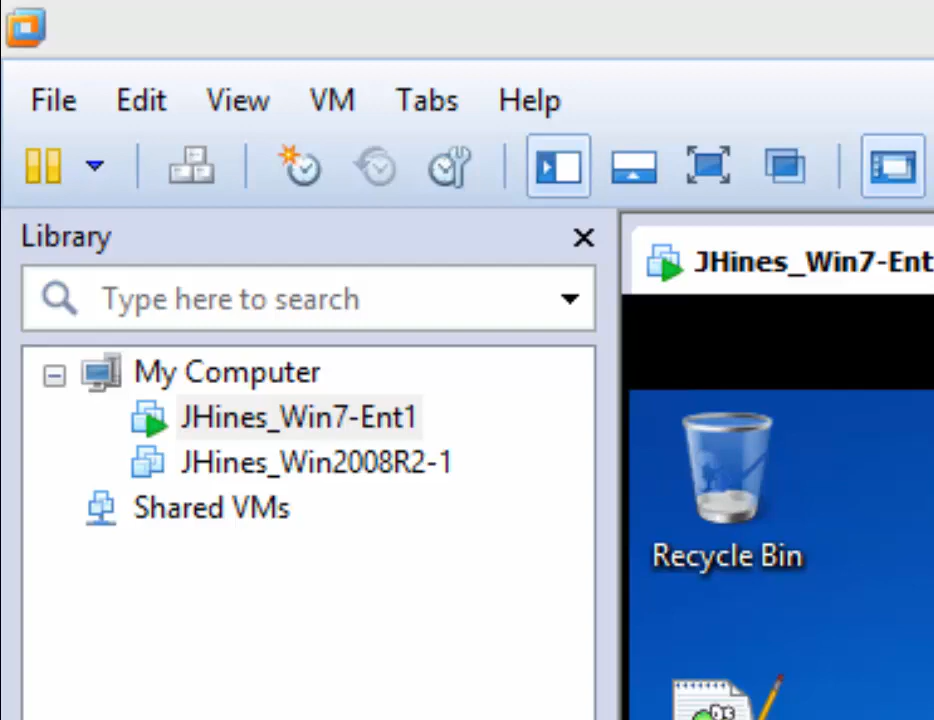 File Edit View VM Tabs Help
Library
JHines_Win7-Ent
Type here to search
My Computer
JHines_Win7-Ent1
JHines_Win2008R2-1
Shared VMs
Recycle Bin